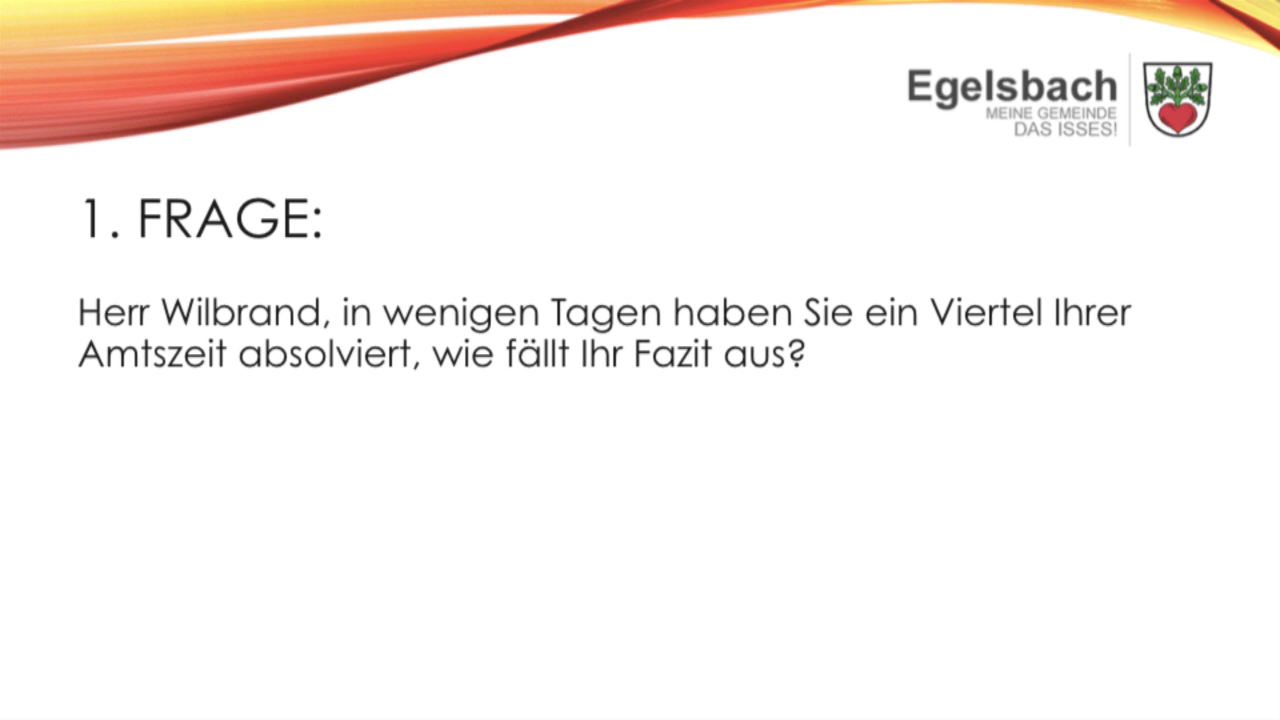 Egelsbach
MEINE GEMEINDE
DAS ISSES!
1. FRAGE:
Herr Wilbrand, in wenigen Tagen haben Sie ein Viertel Ihrer
Amtszeit absolviert, wie fällt Ihr Fazit aus?